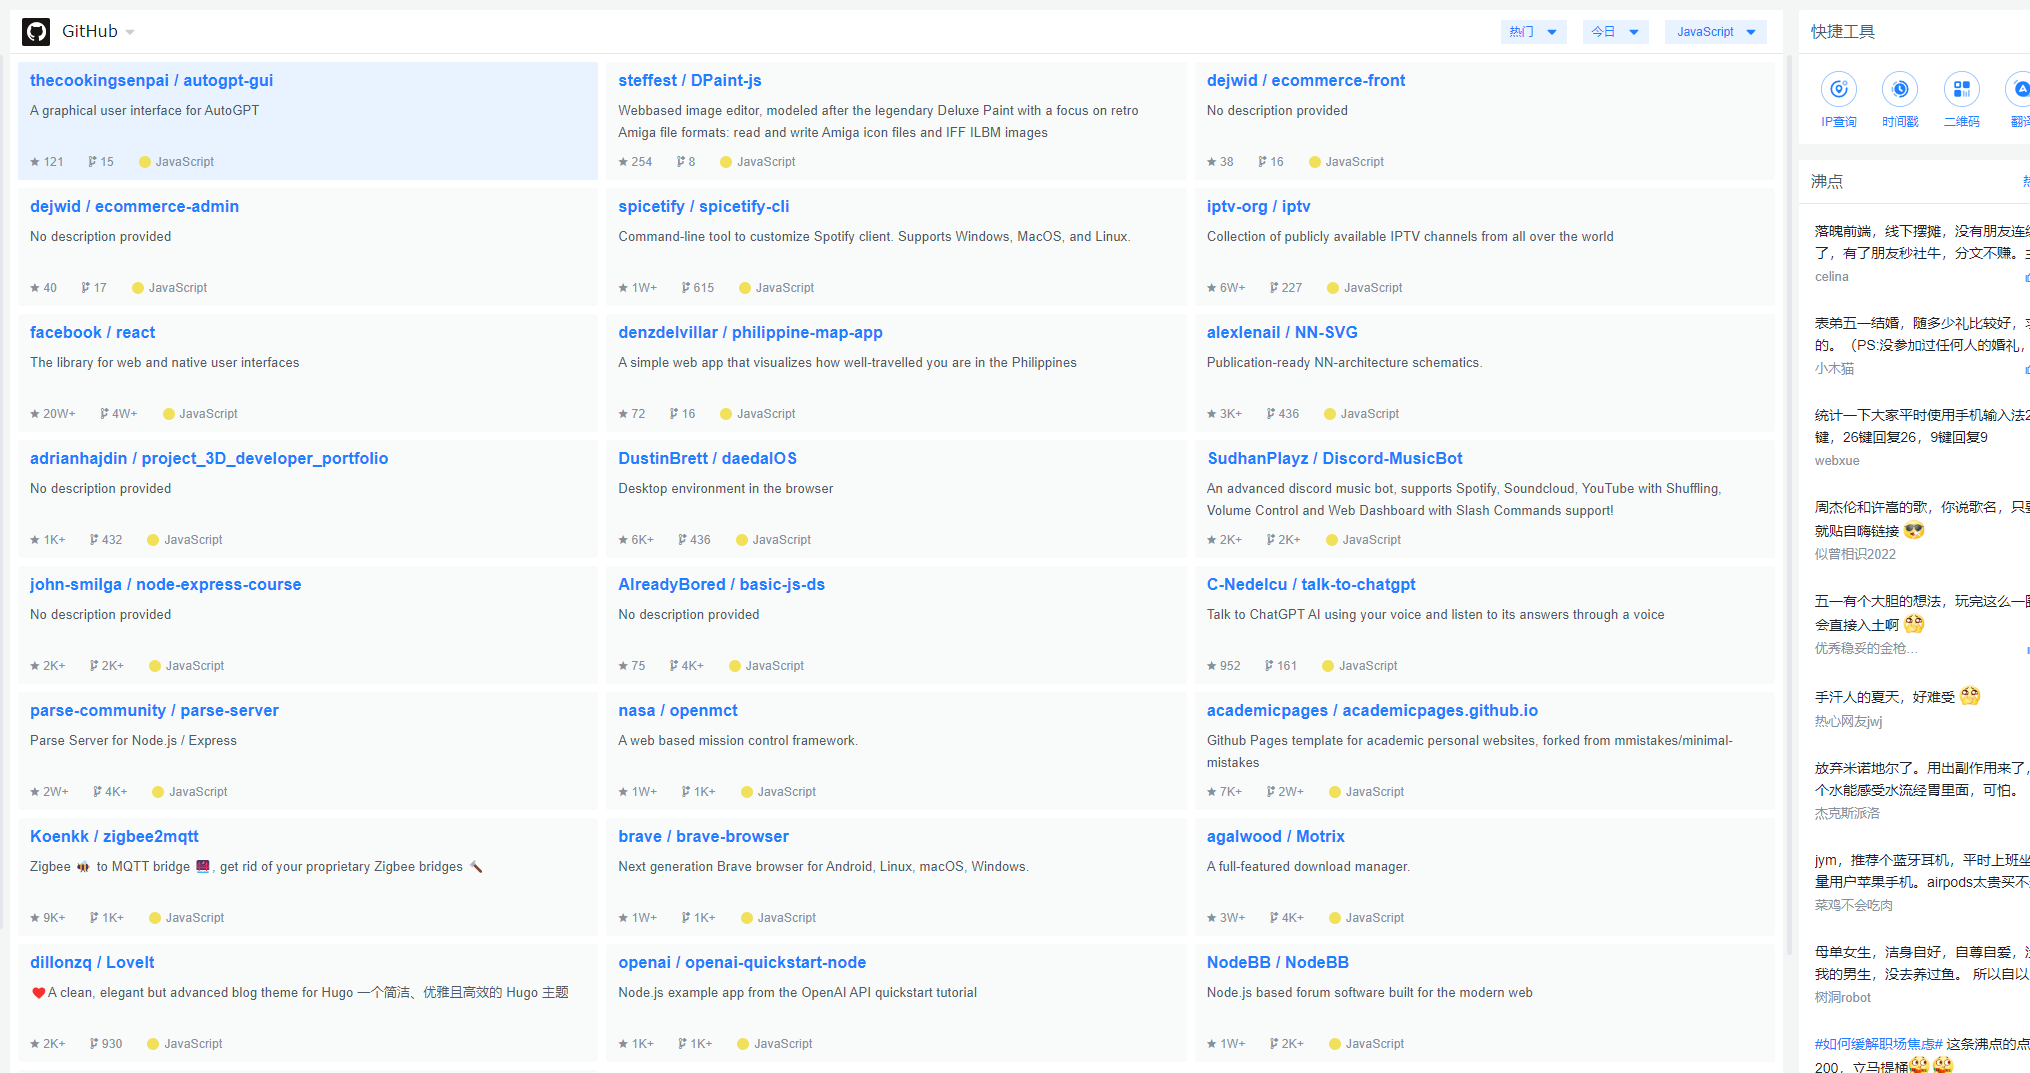 GitHub
热门
今日
JavaScript
thecookingsenpai / autogpt-gui
A graphical user interface for AutoGPT
121 15 JavaScript
steffest / DPaint-js
Webbased image editor, modeled after the legendary Deluxe Paint with a focus on retro
Amiga file formats: read and write Amiga icon files and IFF ILBM images
254 8 JavaScript
dejwid / ecommerce-front
No description provided
38 16 JavaScript
dejwid / ecommerce-admin
No description provided
40 17 JavaScript
spicetify / spicetify-cli
Command-line tool to customize Spotify client. Supports Windows, MacOS, and Linux.
1W+ 615 JavaScript
iptv-org / iptv
Collection of publicly available IPTV channels from all over the world
6W+ 227 JavaScript
facebook / react
The library for web and native user interfaces
20W+ 4W+ JavaScript
denzdelvillar / philippine-map-app
A simple web app that visualizes how well-travelled you are in the Philippines
72 16 JavaScript
alexlenail / NN-SVG
Publication-ready NN-architecture schematics.
3K+ 436 JavaScript
adrianhajdin / project_3D_developer_portfolio
No description provided
1K+ 432 JavaScript
DustinBrett / daedalOS
Desktop environment in the browser
6K+ 436 JavaScript
SudhanPlayz / Discord-MusicBot
An advanced discord music bot, supports Spotify, Soundcloud, YouTube with Shuffling,
Volume Control and Web Dashboard with Slash Commands support!
2K+ 2K+ JavaScript
john-smilga / node-express-course
No description provided
2K+ 2K+ JavaScript
AlreadyBored / basic-js-ds
No description provided
75 4K+ JavaScript
C-Nedelcu / talk-to-chatgpt
Talk to ChatGPT AI using your voice and listen to its answers through a voice
952 161 JavaScript
parse-community / parse-server
Parse Server for Node.js / Express
2W+ 4K+ JavaScript
nasa / openmct
A web based mission control framework.
1W+ 1K+ JavaScript
academicpages / academicpages.github.io
Github Pages template for academic personal websites, forked from mmistakes/minimal-
mistakes
7K+ 2W+ JavaScript
Koenkk / zigbee2mqtt
Zigbee 🐝 to MQTT bridge 🌉, get rid of your proprietary Zigbee bridges 🔨
9K+ 1K+ JavaScript
brave / brave-browser
Next generation Brave browser for Android, Linux, macOS, Windows.
1W+ 1K+ JavaScript
agalwood / Motrix
A full-featured download manager.
3W+ 4K+ JavaScript
dillonzq / LoveIt
❤️A clean, elegant but advanced blog theme for Hugo 一个简洁、优雅且高效的 Hugo 主题
2K+ 930 JavaScript
openai / openai-quickstart-node
Node.js example app from the OpenAI API quickstart tutorial
1K+ 1K+ JavaScript
NodeBB / NodeBB
Node.js based forum software built for the modern web
1W+ 2K+ JavaScript
快捷工具
IP查询
时间戳
二维码
翻译
沸点
热
落魄前端，线下摆摊，没有朋友连续
了，有了朋友秒社牛，分文不赚。
celina
表弟五一结婚，随多少礼比较好，
的。（PS:没参加过任何人的婚礼，
小木猫
统计一下大家平时使用手机输入法2
键，26键回复26，9键回复9
webxue
周杰伦和许嵩的歌，你说歌名，只要
就贴自嗨链接
似曾相识2022
五一有个大胆的想法，玩完这么一圈
会直接入土啊
优秀稳妥的金枪...
手汗人的夏天，好难受
热心网友jwj
放弃米诺地尔了。用出副作用来了，
个水能感受水流经胃里面，可怕。
杰克斯派洛
jym，推荐个蓝牙耳机，平时上班坐
量用户苹果手机。airpods太贵买不
菜鸡不会吃肉
母单女生，洁身自好，自尊自爱，
我的男生，没去养过鱼。 所以自以
树洞robot
#如何缓解职场焦虑# 这条沸点的点
200，立马提桶